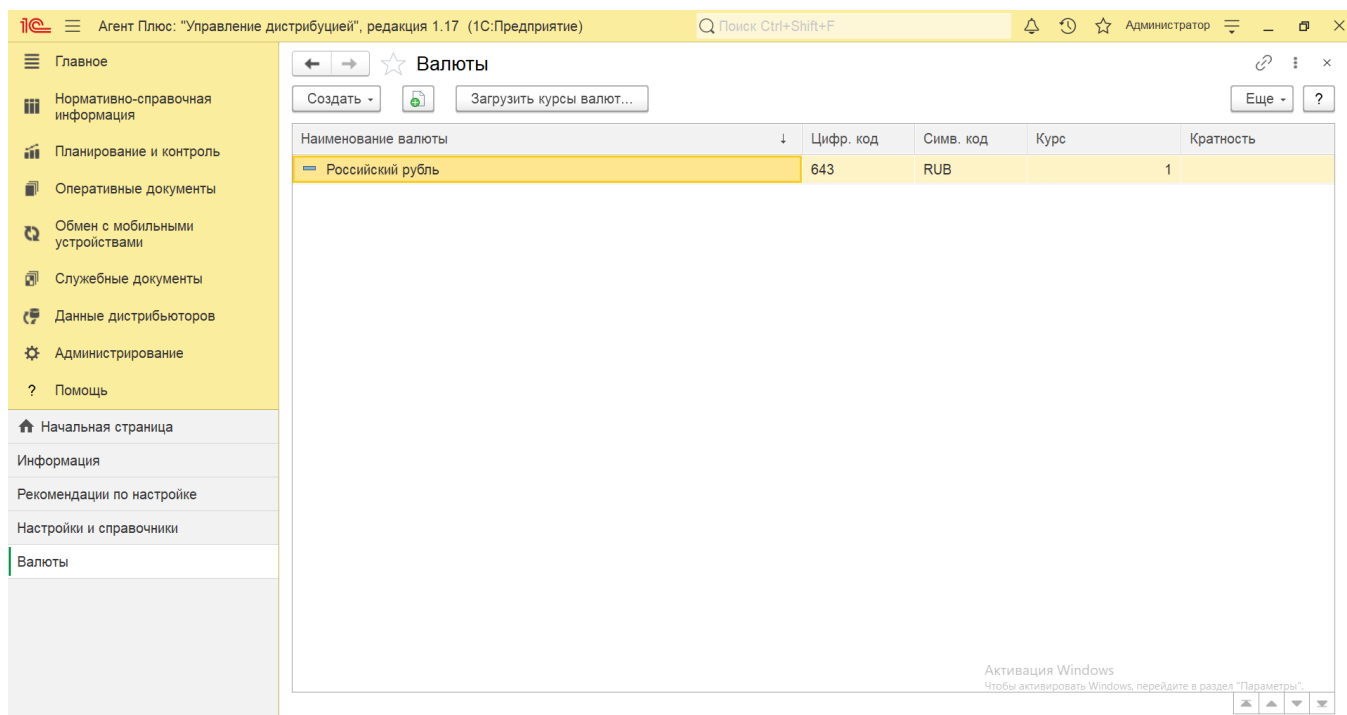 Агент Плюс: "Управление дистрибуцией", редакция 1.17 (1С:Предприятие)
Поиск Ctrl+Shift+F
Администратор
Главное
Нормативно-справочная
информация
Планирование и контроль
Оперативные документы
Обмен с мобильными
устройствами
Служебные документы
Данные дистрибьюторов
Администрирование
? Помощь
Начальная страница
Информация
Рекомендации по настройке
Настройки и справочники
Валюты
Валюты
Создать
Загрузить курсы валют...
Еще
?
Наименование валюты ↓ Цифр. код Симв. код Курс Кратность
Российский рубль 643 RUB 1
Активация Windows
Чтобы активировать Windows, перейдите в раздел "Параметры".